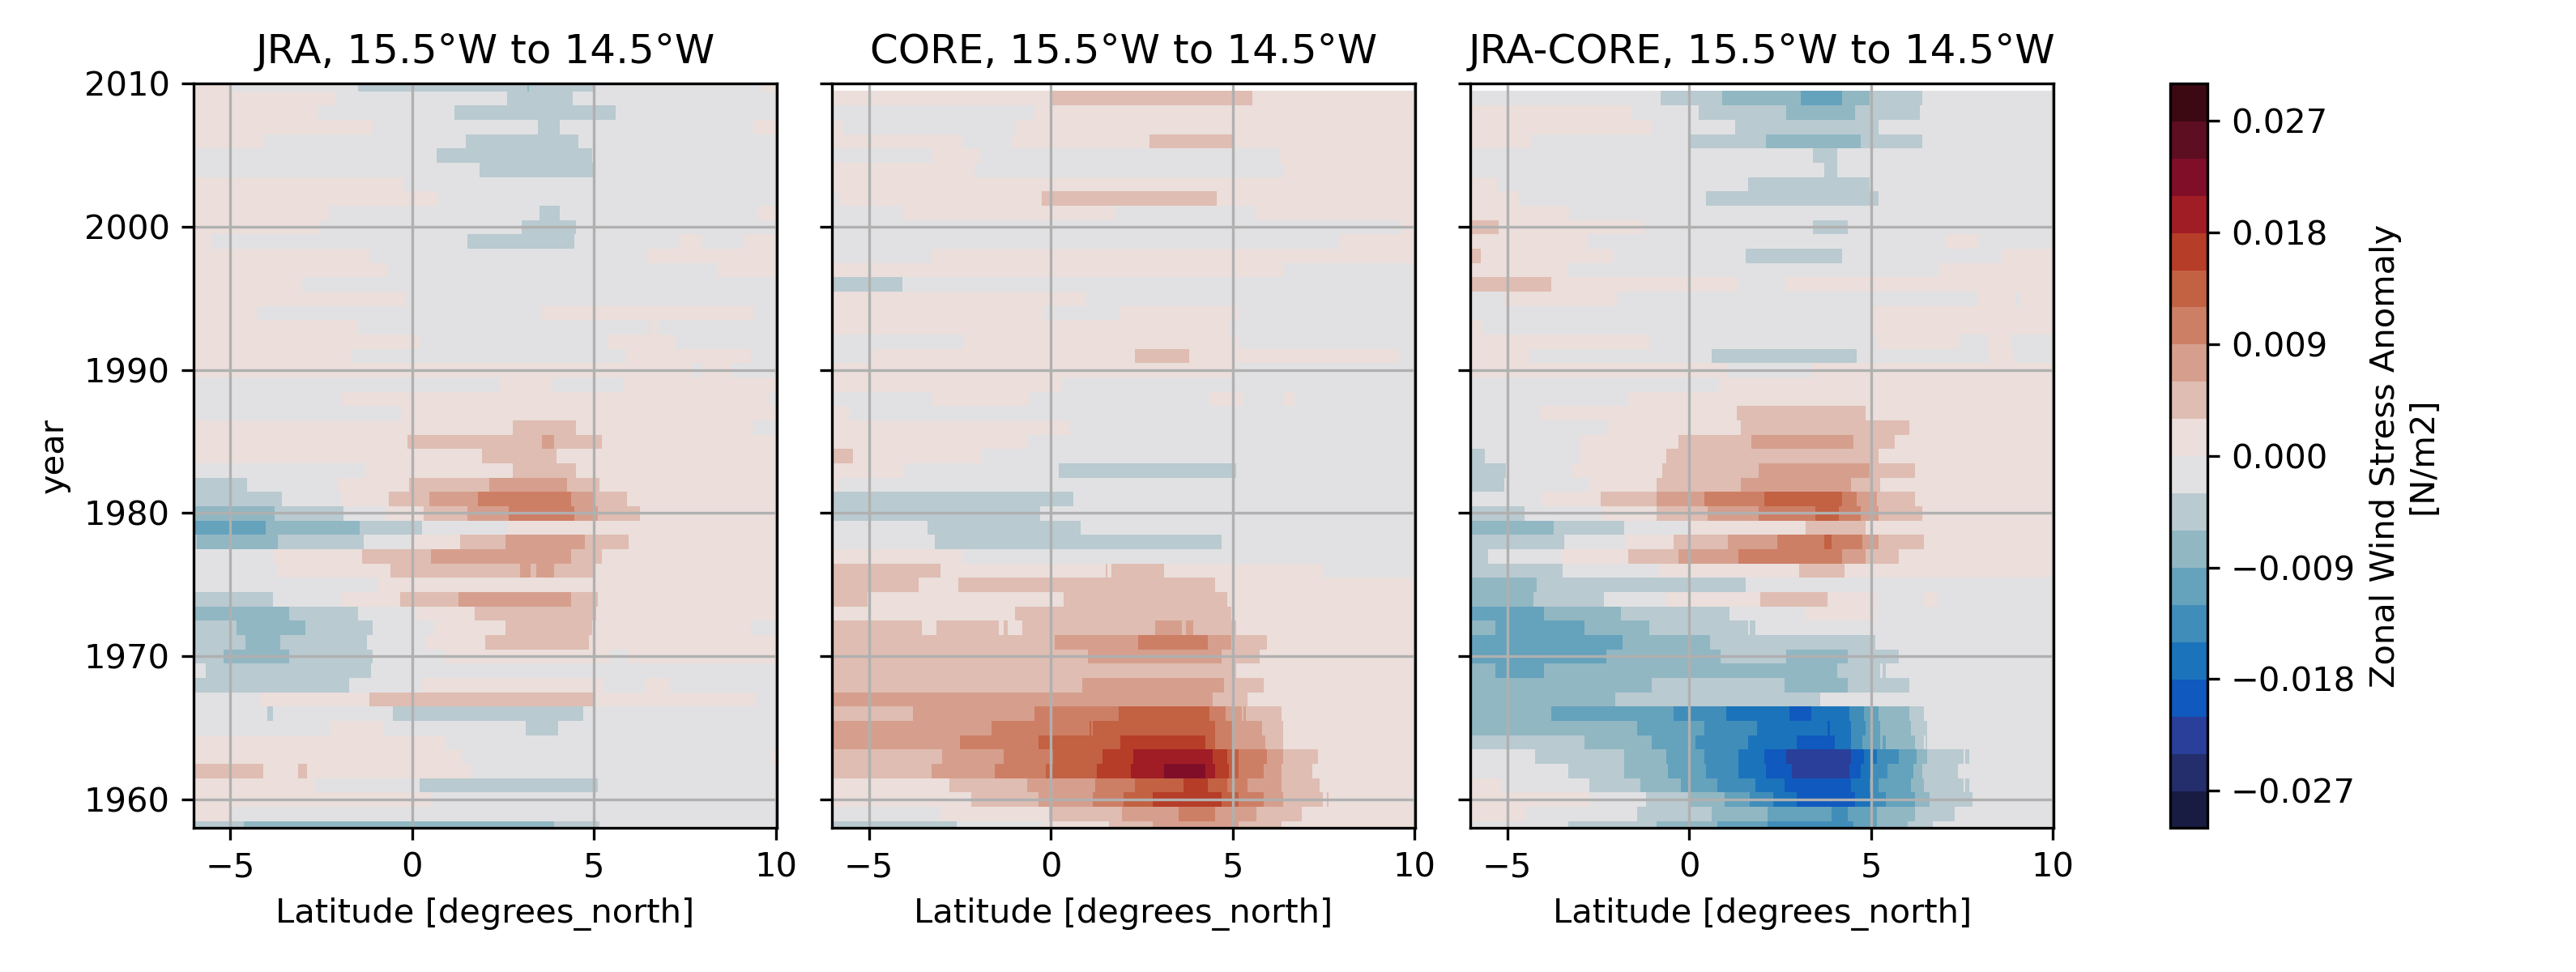 JRA, 15.5°W to 14.5°W
CORE, 15.5°W to 14.5°W
JRA-CORE, 15.5°W to 14.5°W
2010
2000
1990
1980
1970
1960
year
−5
0
5
10
−5
0
5
10
−5
0
5
10
Latitude [degrees_north]
Latitude [degrees_north]
Latitude [degrees_north]
0.027
0.018
0.009
0.000
−0.009
−0.018
−0.027
Zonal Wind Stress Anomaly
[N/m2]